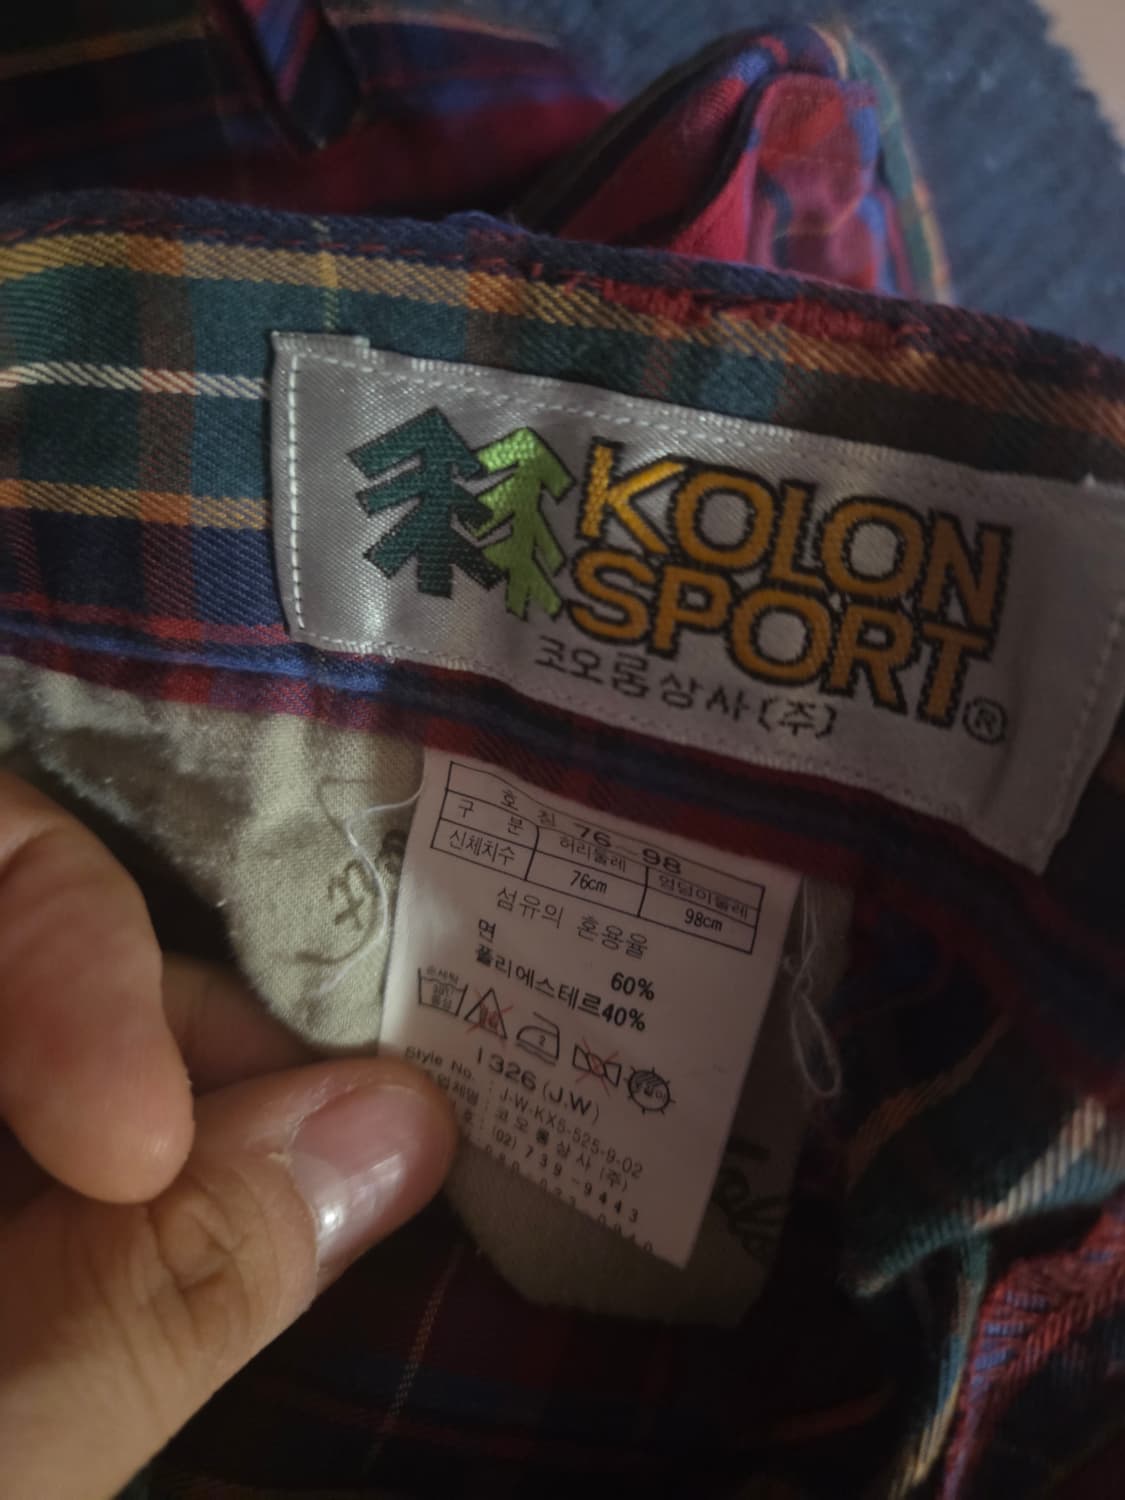 KOLON
SPORT®
코오롱상사(주)
호 칭 76-98
구 분 허리둘레 엉덩이둘레
신체치수 76cm 98cm
섬유의 혼용율
면 60%
폴리에스테르40%
손세탁
Style No. 1326(J.W)
: J-W-KX5-525-9-02
: 코오롱상사(주)
: (02) 739-9443